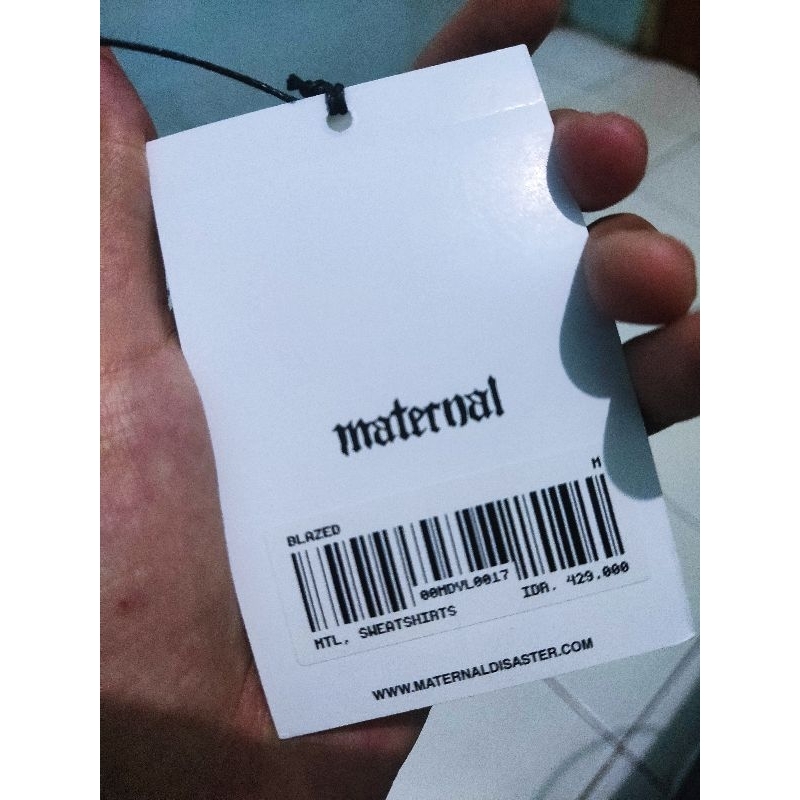 maternal
M
BLAZED
00MDVL0017
IDR. 429.000
MTL. SWEATSHIRTS
WWW.MATERNALDISASTER.COM